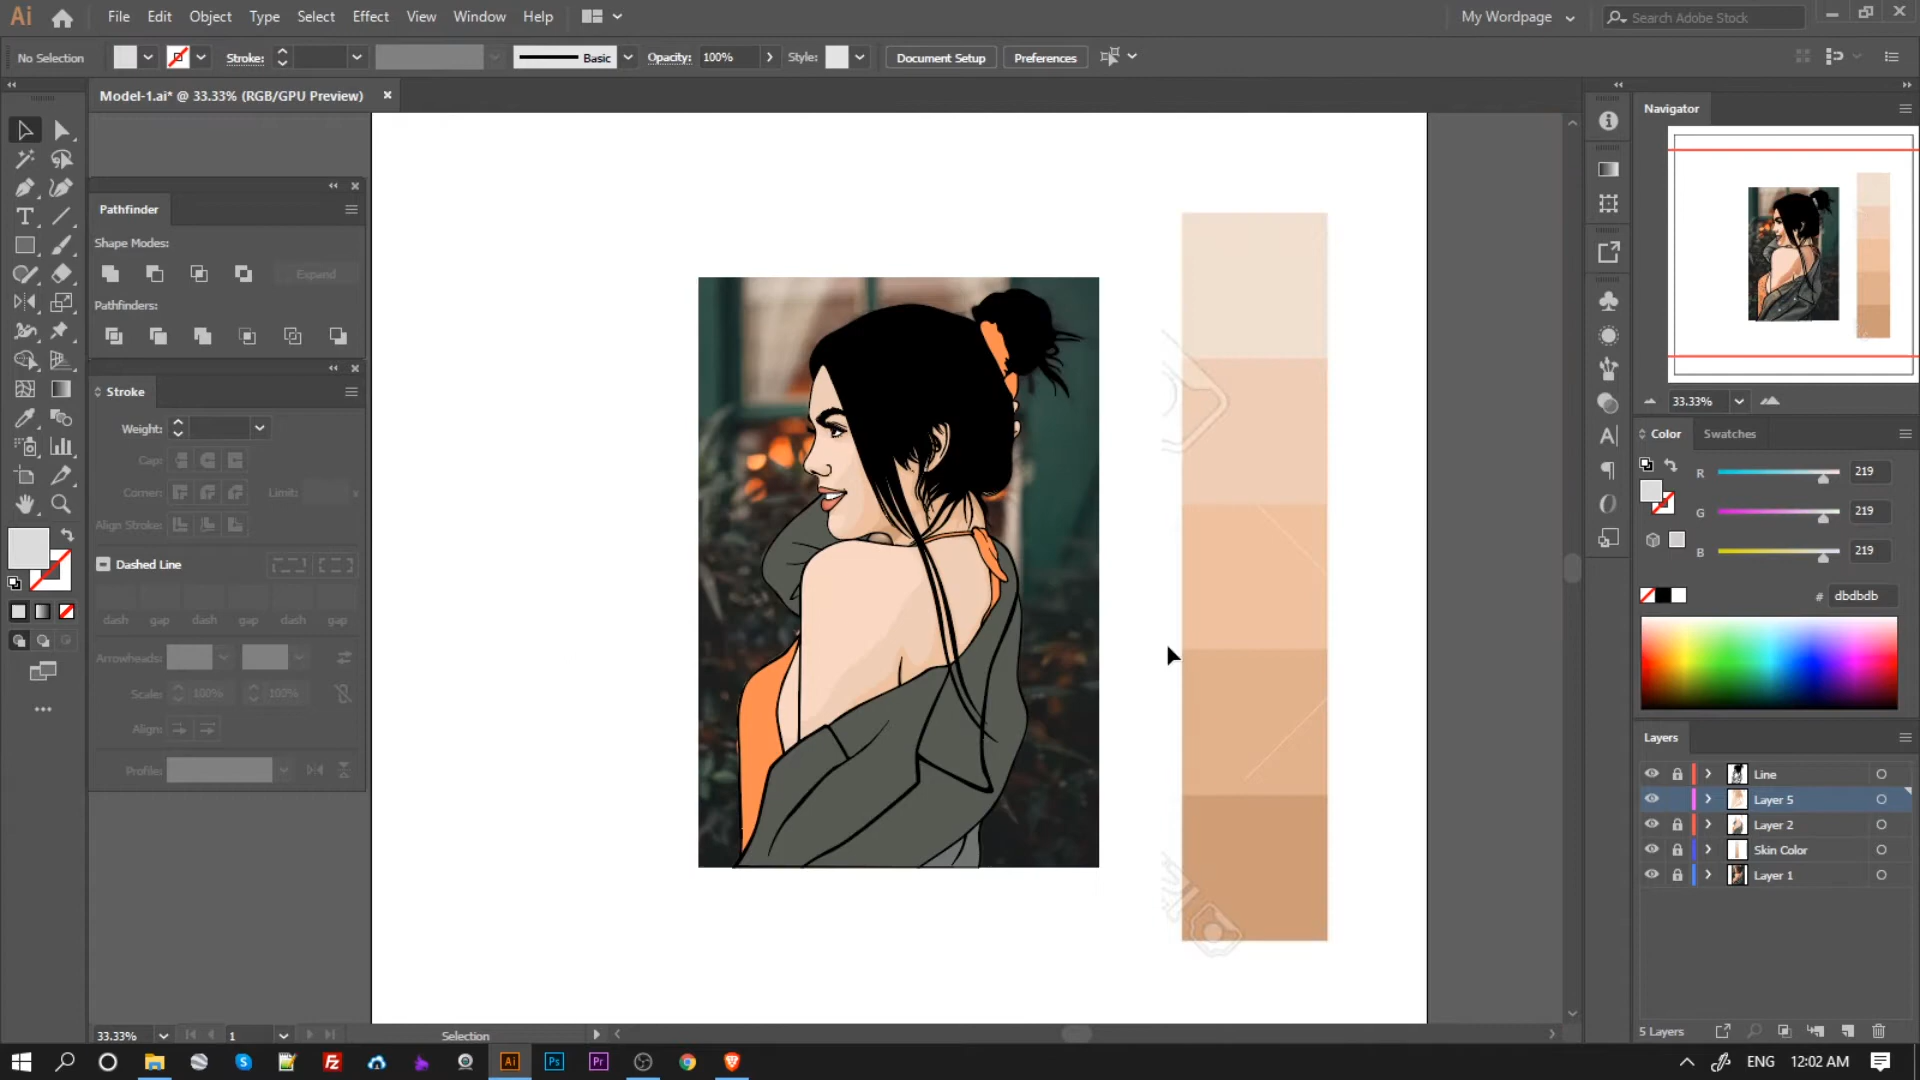 Ai File Edit Object Type Select Effect View Window Help My Wordpage Search Adobe Stock
No Selection Stroke: Basic Opacity: 100% Style: Document Setup Preferences
Model-1.ai* @ 33.33% (RGB/GPU Preview)
Navigator
Pathfinder
Shape Modes:
Expand
Pathfinders:
33.33%
Stroke
Color Swatches
Weight:
Cap:
R 219
Corner: Limit: x
G 219
Align Stroke:
B 219
Dashed Line
# dbdbdb
dash gap dash gap dash gap
Arrowheads:
Scale: 100% 100%
Align:
Layers
Profile:
Line
Layer 5
Layer 2
Skin Color
Layer 1
33.33% 1 Selection
5 Layers
Ai Ps Pr ENG 12:02 AM